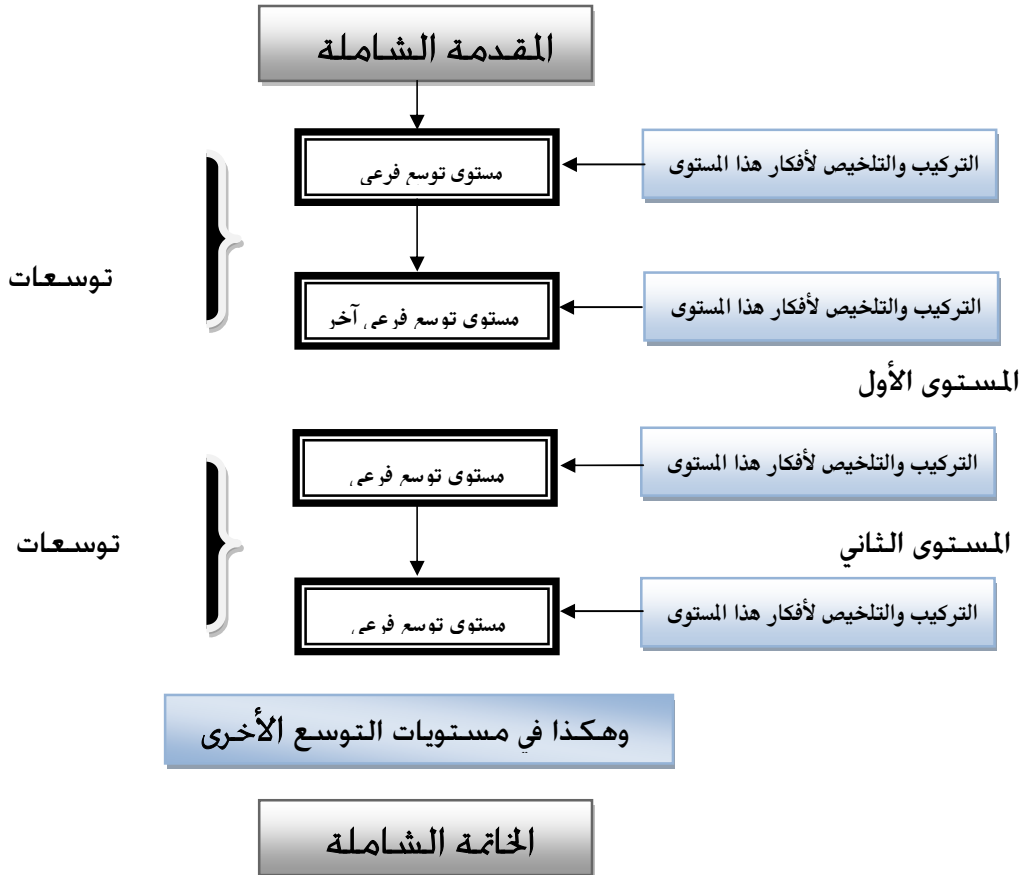 المقدمة الشاملة
التركيب والتلخيص لأفكار هذا المستوى
مستوى توسع فرعي
توسعات
التركيب والتلخيص لأفكار هذا المستوى
مستوى توسع فرعي آخر
المستوى الأول
التركيب والتلخيص لأفكار هذا المستوى
مستوى توسع فرعي
المستوى الثاني
توسعات
التركيب والتلخيص لأفكار هذا المستوى
مستوى توسع فرعي
وهكذا في مستويات التوسع الأخرى
الخاتمة الشاملة